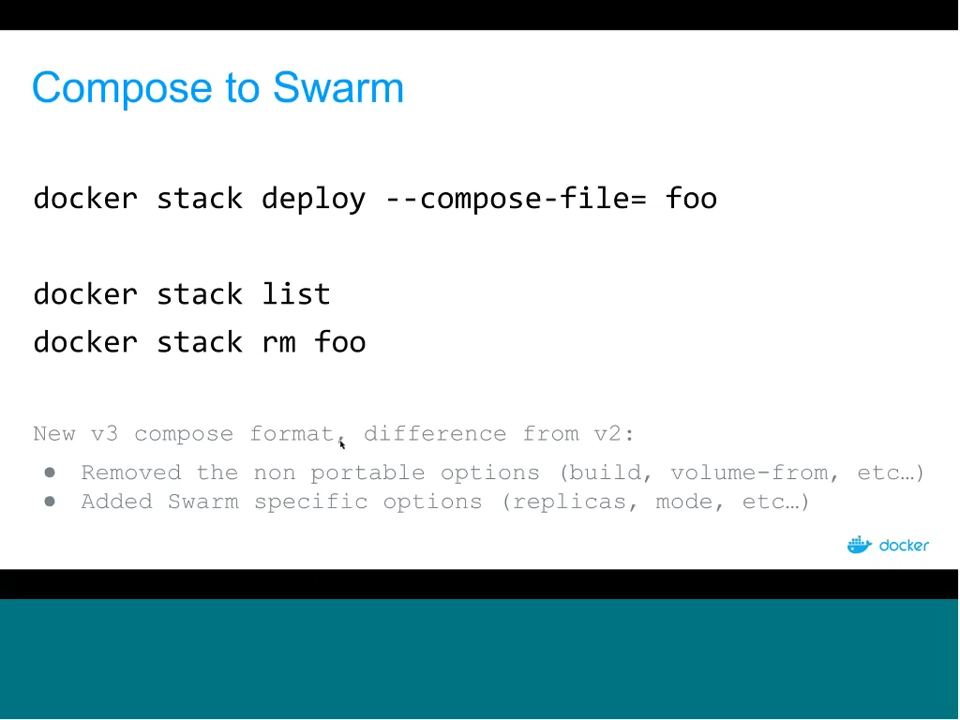 Compose to Swarm
docker stack deploy --compose-file= foo
docker stack list
docker stack rm foo
New v3 compose format, difference from v2:
● Removed the non portable options (build, volume-from, etc…)
● Added Swarm specific options (replicas, mode, etc…)
docker